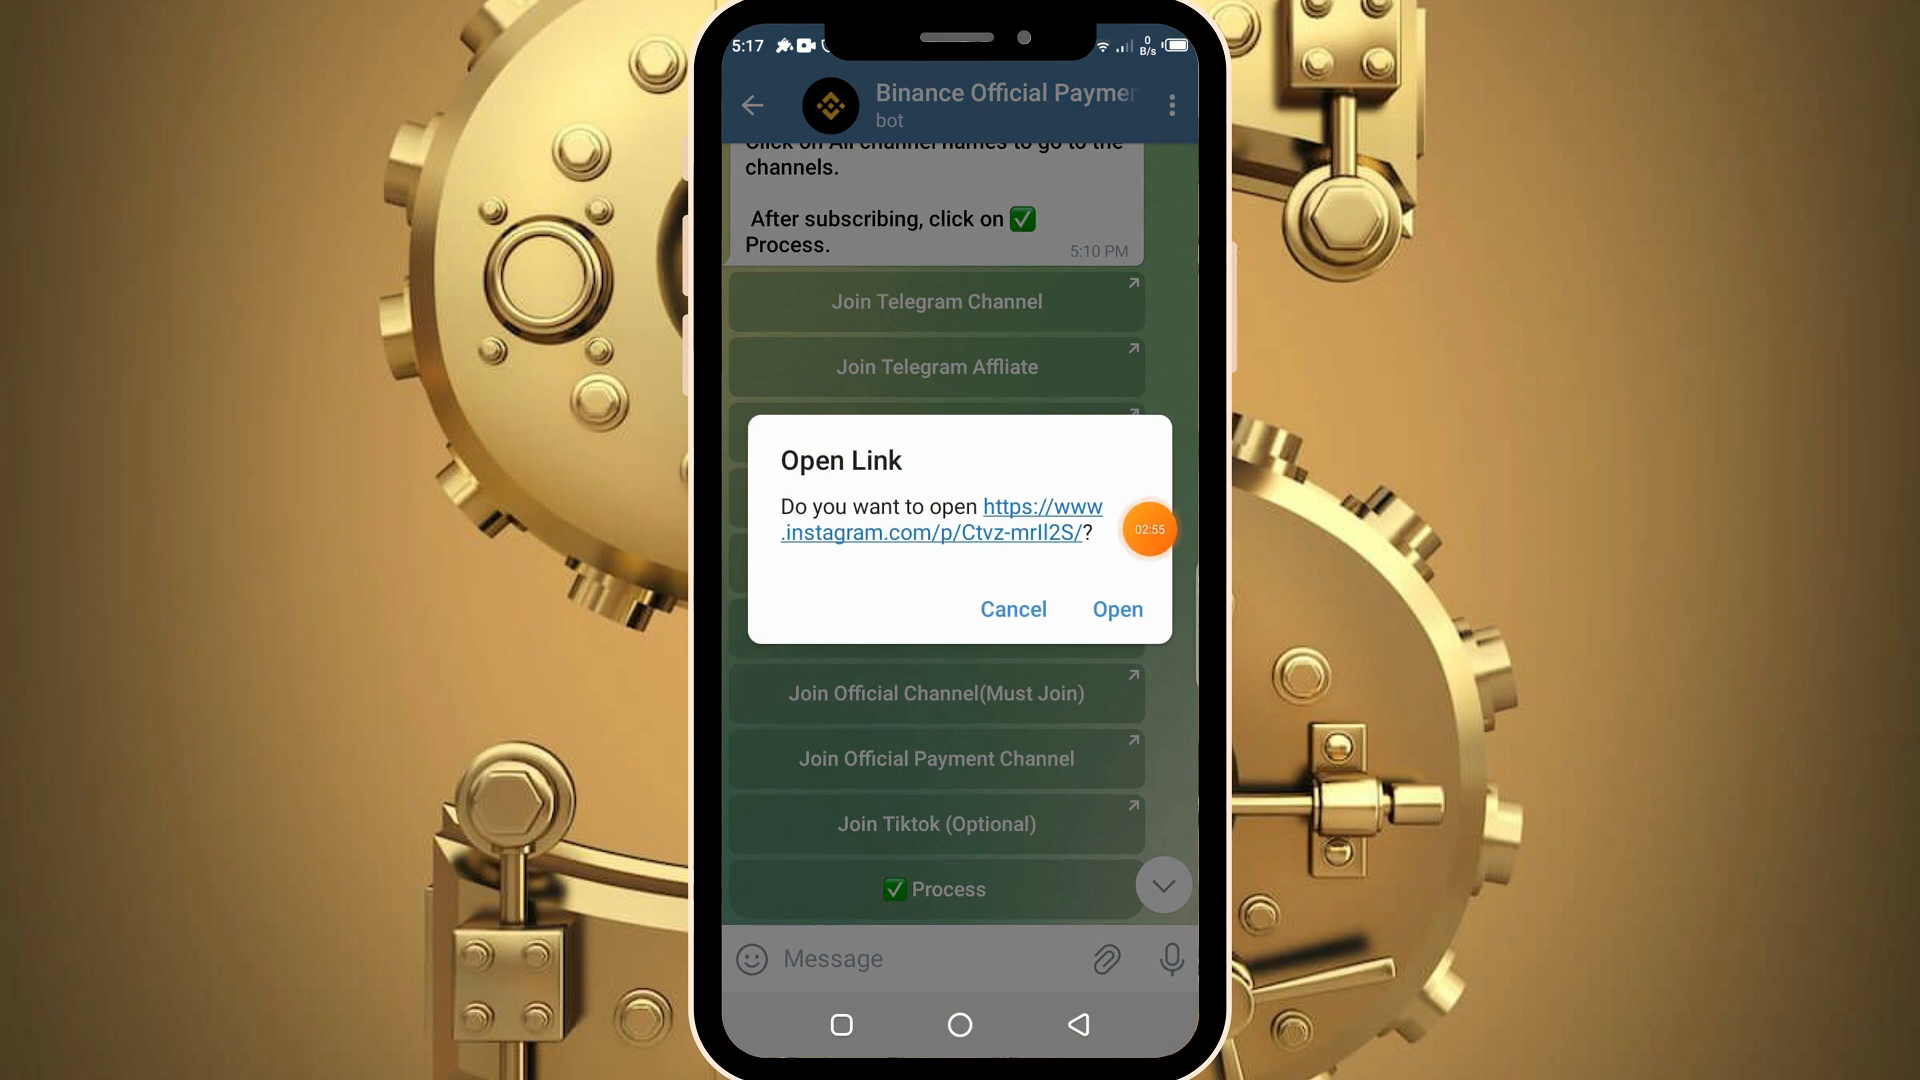 5:17
0
B/s
Binance Official Paymer
bot
Click on All channel names to go to the
channels.
After subscribing, click on ✅
Process.
5:10 PM
Join Telegram Channel
Join Telegram Affliate
Open Link
Do you want to open https://www
.instagram.com/p/Ctvz-mrIl2S/?
02:55
Cancel
Open
Join Official Channel(Must Join)
Join Official Payment Channel
Join Tiktok (Optional)
✅ Process
Message